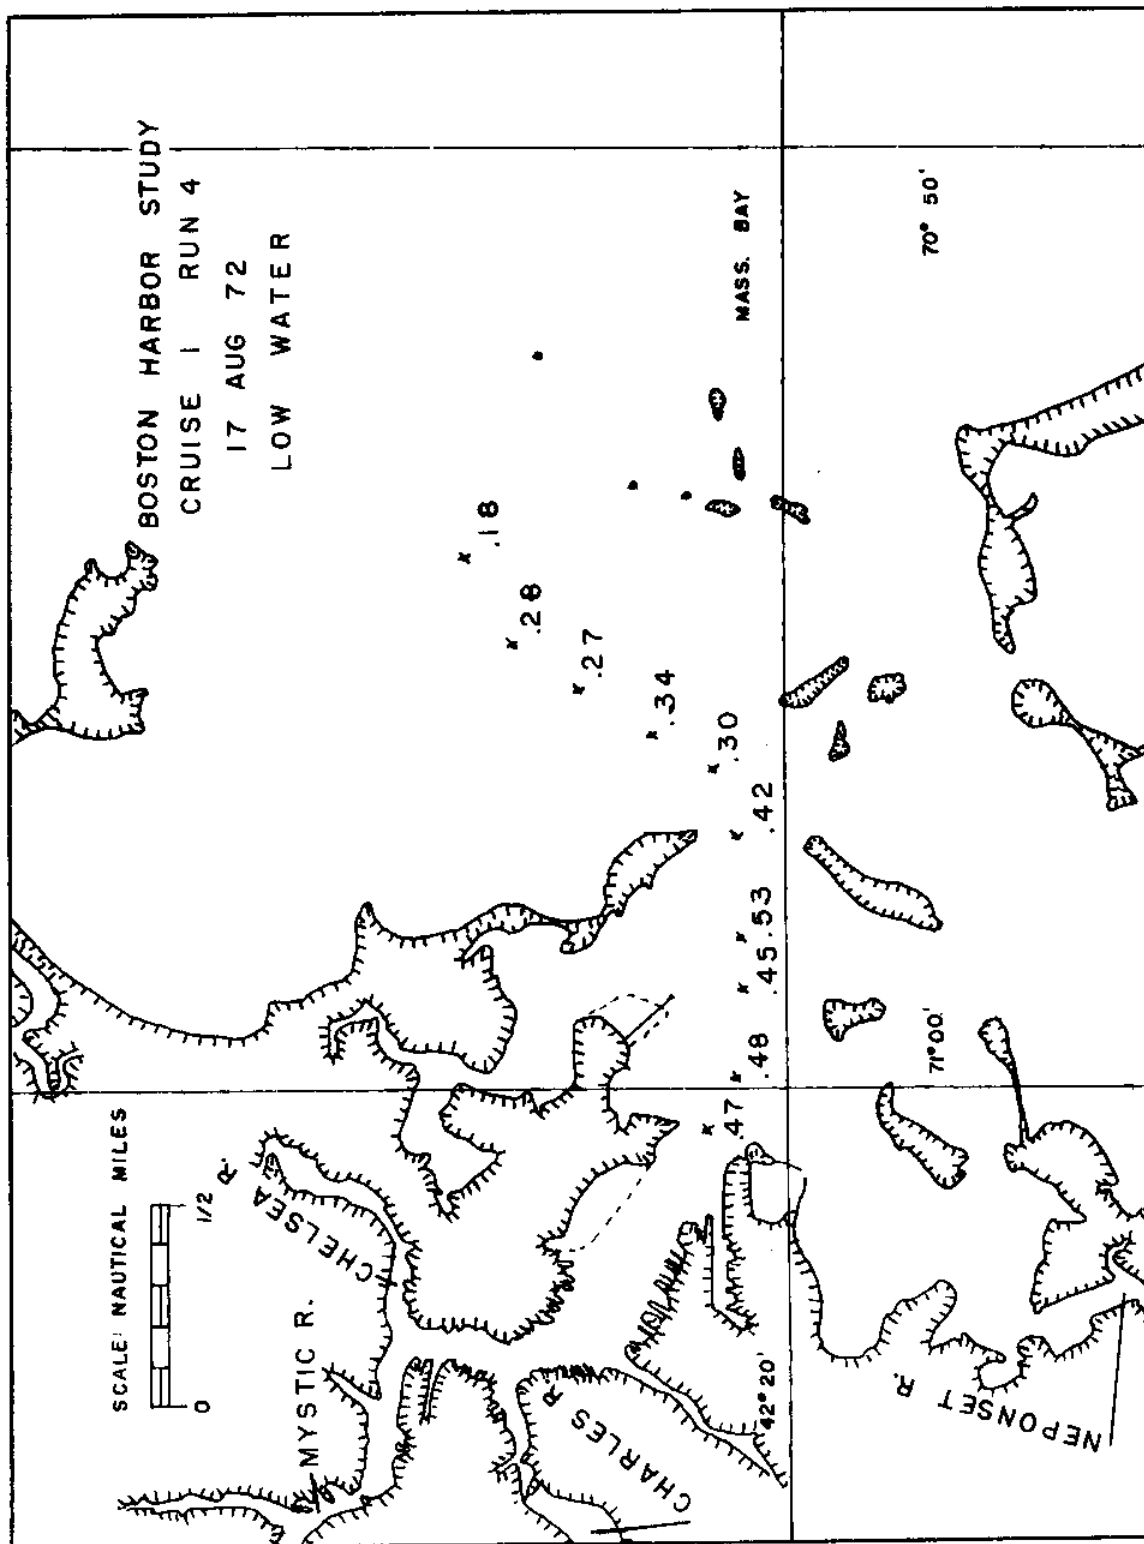 BOSTON HARBOR STUDY
CRUISE 1 RUN 4
17 AUG 72
LOW WATER
SCALE: NAUTICAL MILES
0 1/2
CHELSEA R.
MYSTIC R.
CHARLES R.
NEPONSET R.
MASS. BAY
42° 20'
71° 00'
70° 50'
.47
.48
.45
.53
.42
.30
.34
.27
.28
.18